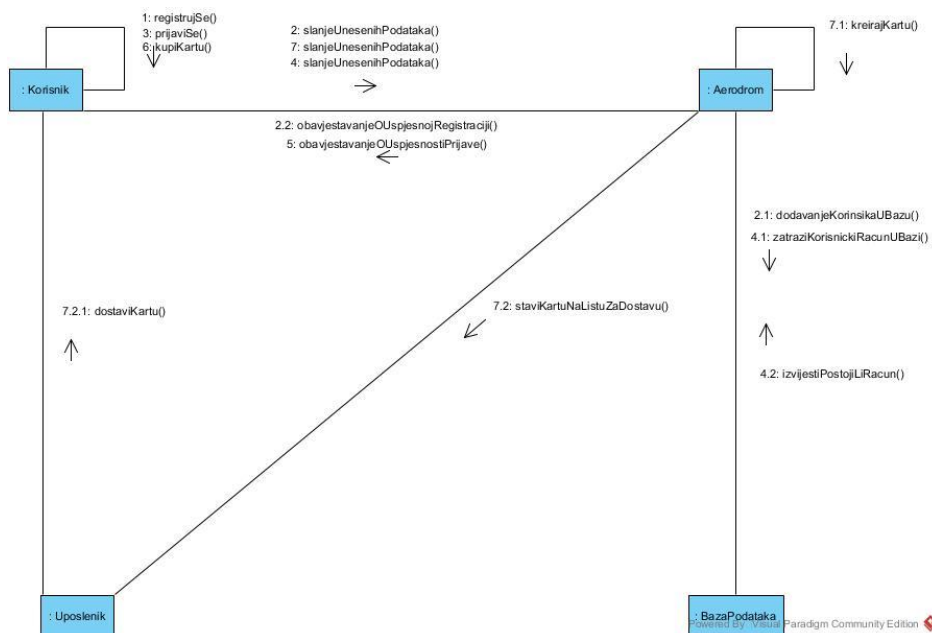 1: registrujSe()
3: prijaviSe()
6: kupiKartu()
2: slanjeUnesenihPodataka()
7: slanjeUnesenihPodataka()
4: slanjeUnesenihPodataka()
7.1: kreirajKartu()
: Korisnik
: Aerodrom
2.2: obavjestavanjeOUspjesnojRegistraciji()
5: obavjestavanjeOUspjesnostiPrijave()
2.1: dodavanjeKorinsikaUBazu()
4.1: zatraziKorisnickiRacunUBazi()
7.2.1: dostaviKartu()
7.2: staviKartuNaListuZaDostavu()
4.2: izvijestiPostojiLiRacun()
: Uposlenik
: BazaPodataka
Powered By Visual Paradigm Community Edition